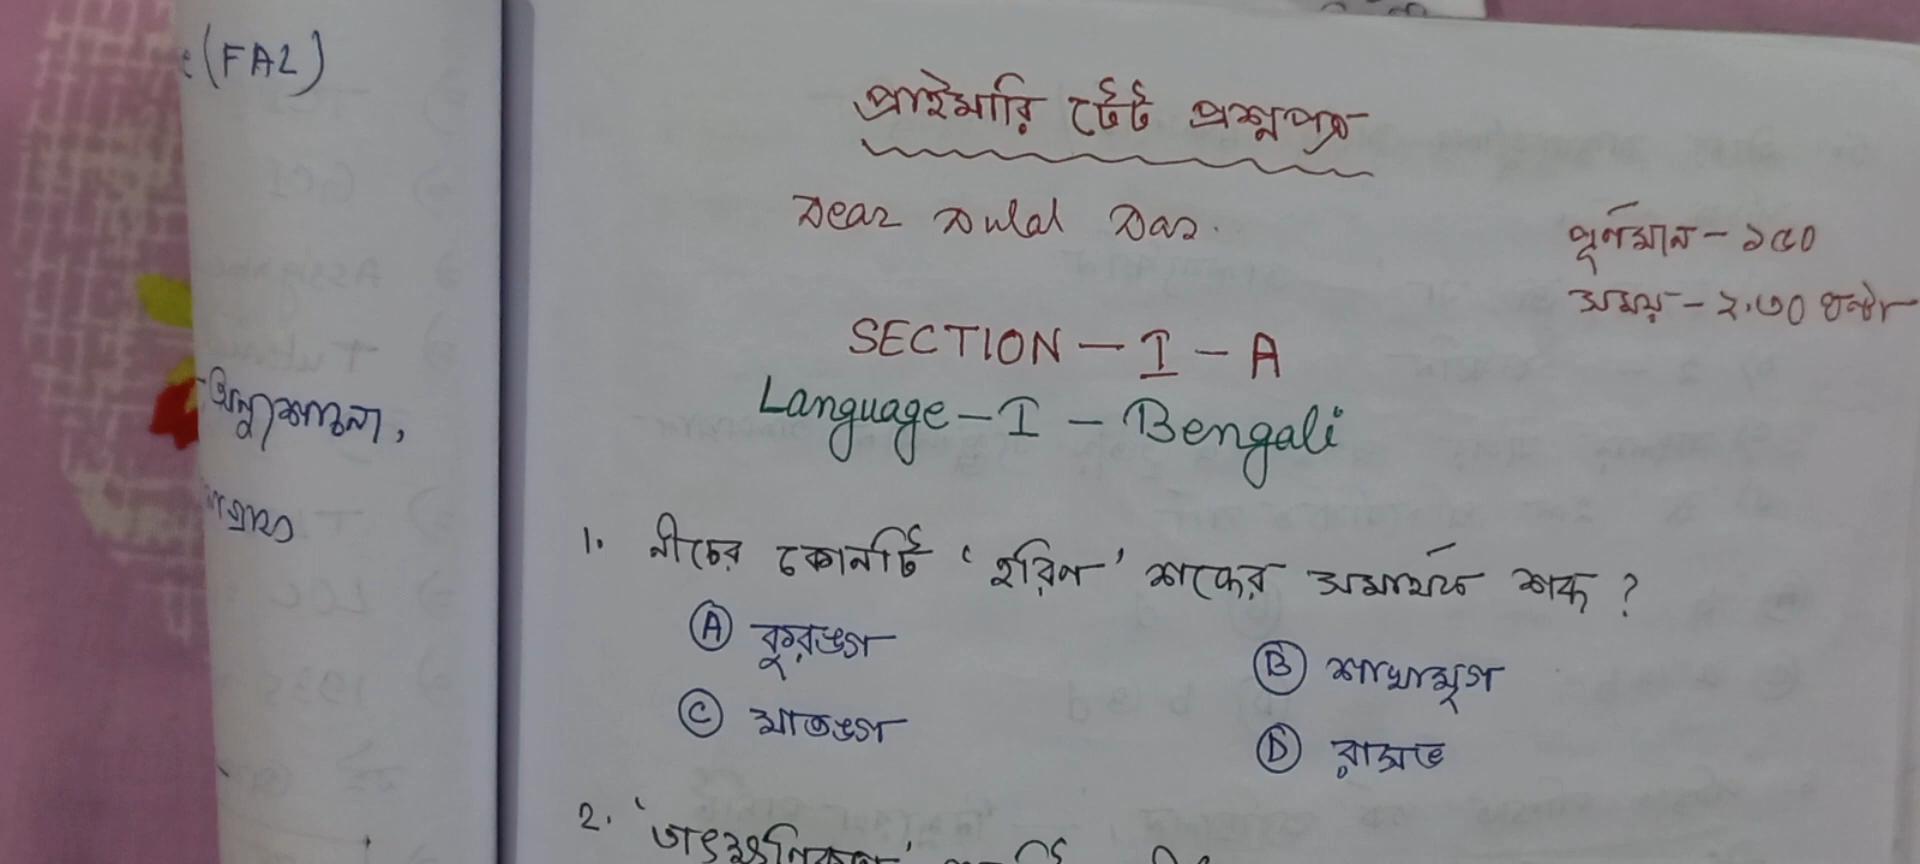 (FA2)
প্রাইমারি টেট প্রশ্নপত্র
Dear Dulal Das.
পূর্ণমান - ১৫০
সময় - ২.৩০ ঘন্টা
SECTION - I - A
Language - I - Bengali
1. নীচের কোনটি 'হরিণ' শব্দের সমার্থক শব্দ ?
(A) কুরঙ্গ
(B) শাখামৃগ
(C) মাতঙ্গ
(D) রাসভ
2.